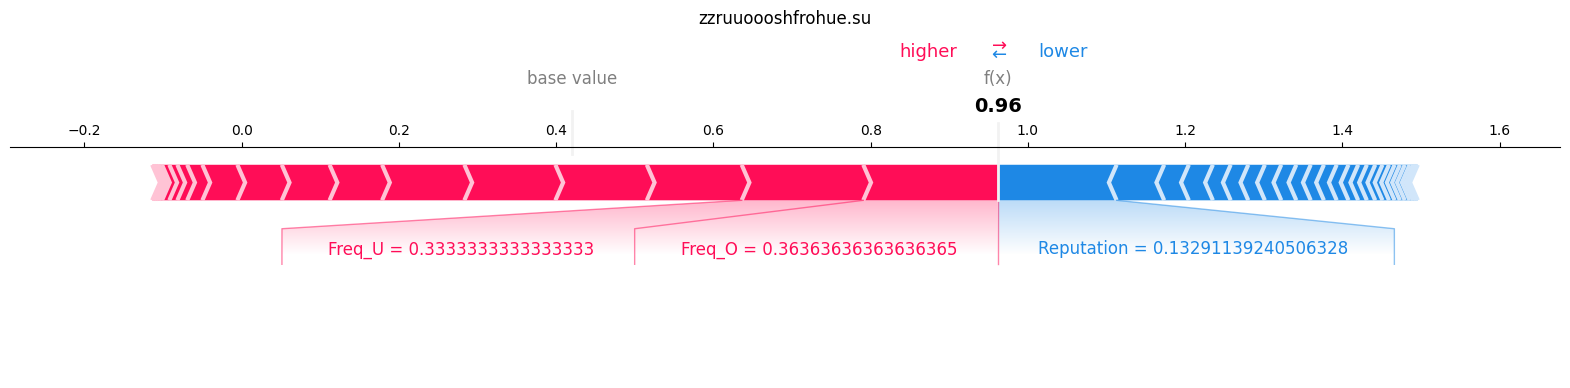 zzruuoooshfrohue.su
higher ⇄ lower
base value f(x)
0.96
−0.2 0.0 0.2 0.4 0.6 0.8 1.0 1.2 1.4 1.6
Freq_U = 0.3333333333333333 Freq_O = 0.36363636363636365 Reputation = 0.13291139240506328